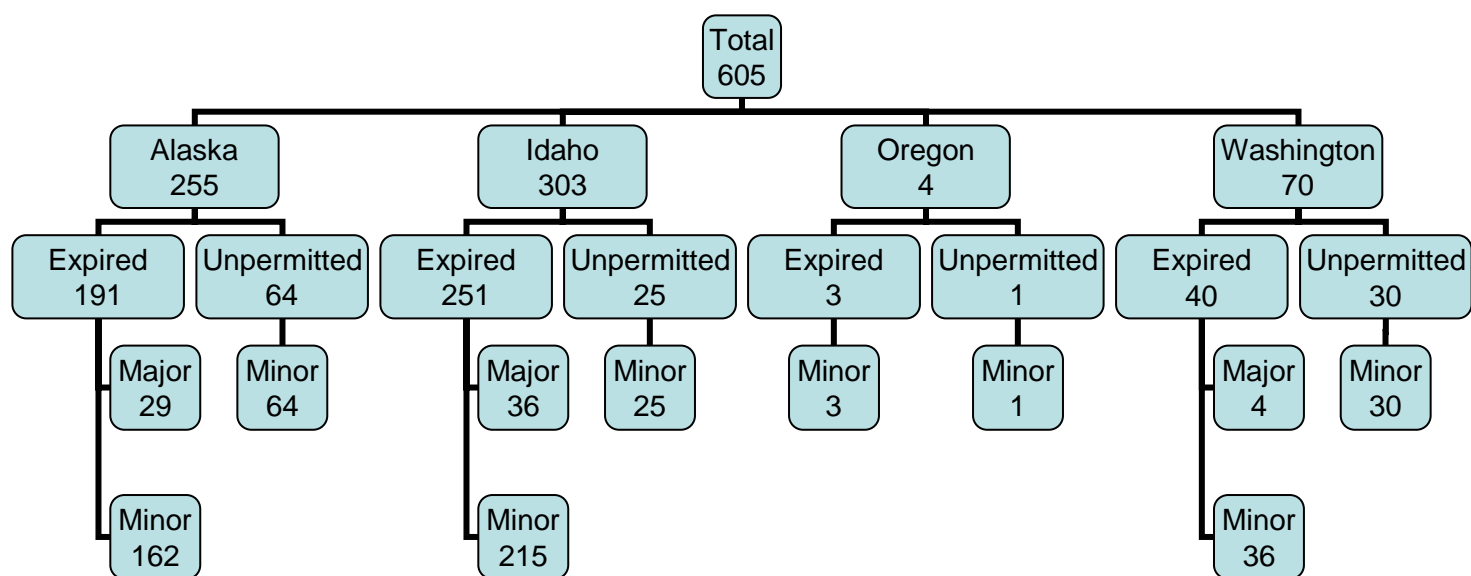 Total
605
Alaska
255
Idaho
303
Oregon
4
Washington
70
Expired
191
Unpermitted
64
Expired
251
Unpermitted
25
Expired
3
Unpermitted
1
Expired
40
Unpermitted
30
Major
29
Minor
64
Major
36
Minor
25
Minor
3
Minor
1
Major
4
Minor
30
Minor
162
Minor
215
Minor
36